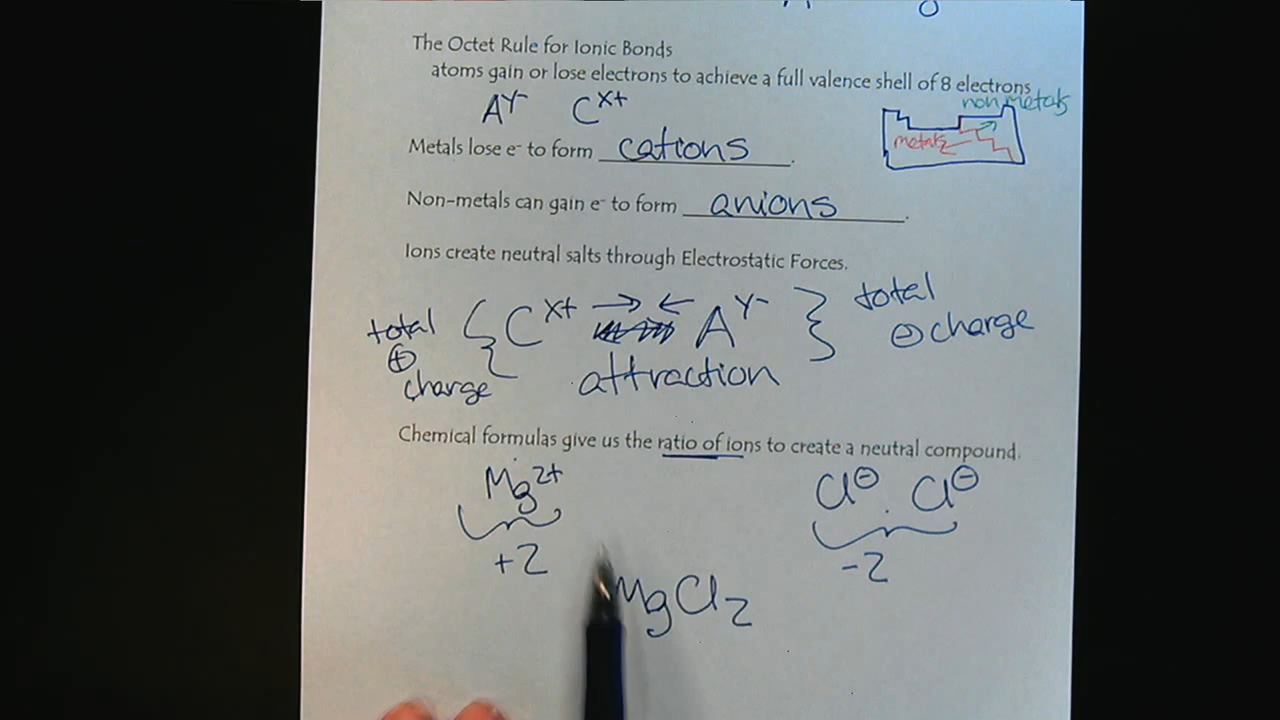 The Octet Rule for Ionic Bonds
atoms gain or lose electrons to achieve a full valence shell of 8 electrons
non metals
A^Y- C^X+
metals
Metals lose e⁻ to form cations.
Non-metals can gain e⁻ to form anions.
Ions create neutral salts through Electrostatic Forces.
total ⊕ charge { C^X+ → ← A^Y- } total ⊖ charge
attraction
Chemical formulas give us the ratio of ions to create a neutral compound.
Mg²⁺ Cl⊖ Cl⊖
+2 -2
MgCl₂